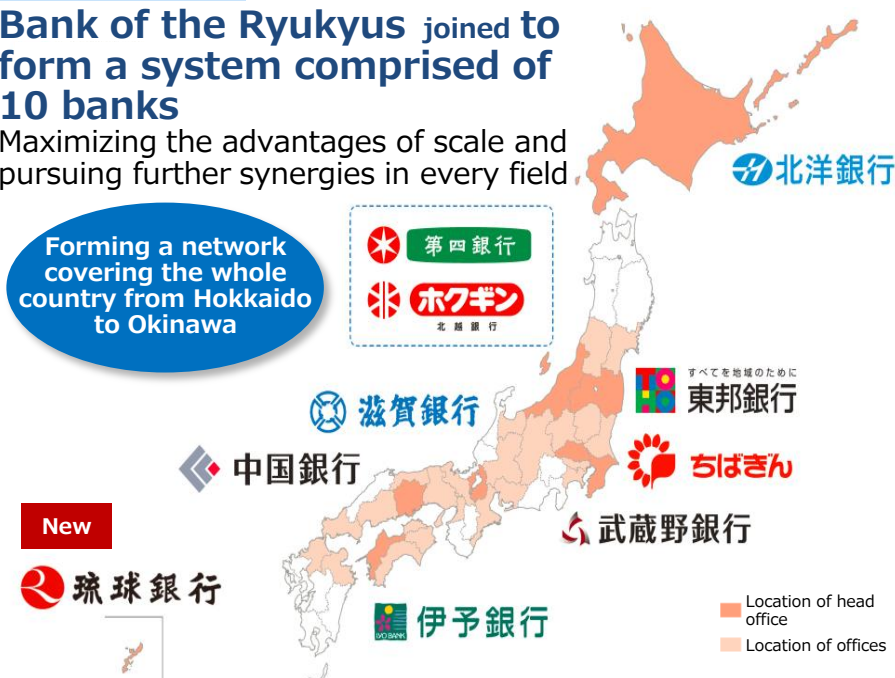 Bank of the Ryukyus joined to
form a system comprised of
10 banks
Maximizing the advantages of scale and
pursuing further synergies in every field
Forming a network
covering the whole
country from Hokkaido
to Okinawa
第四銀行
ホクギン
北越銀行
北洋銀行
すべてを地域のために
TOHO
東邦銀行
滋賀銀行
中国銀行
ちばぎん
武蔵野銀行
New
琉球銀行
IYO BANK
伊予銀行
Location of head
office
Location of offices